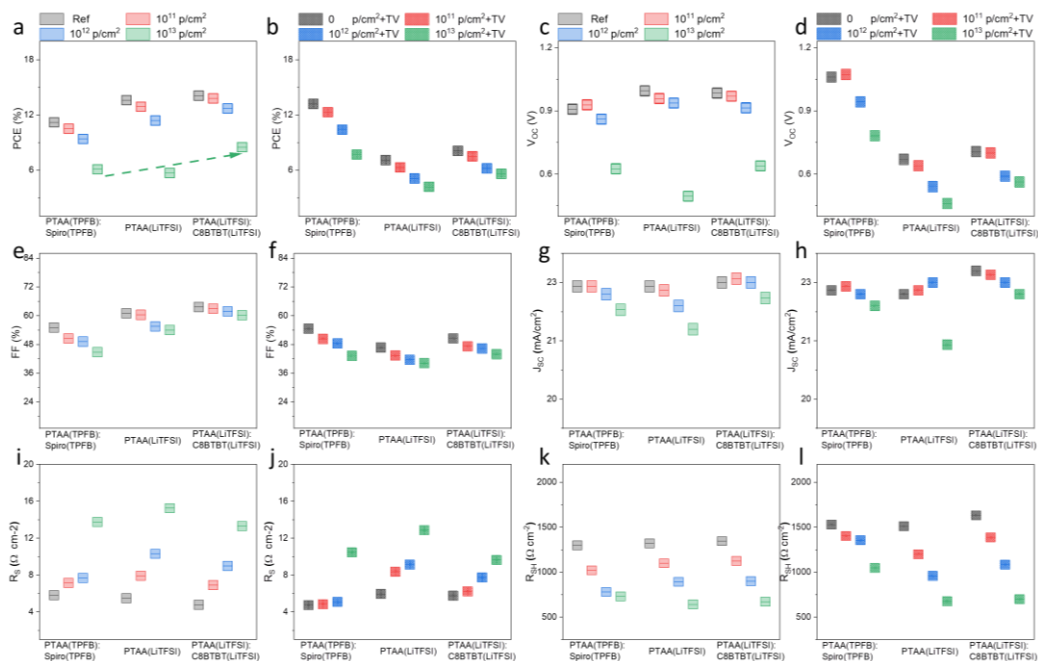 a
Ref
10¹¹ p/cm²
10¹² p/cm²
10¹³ p/cm²
18
12
6
PCE (%)
PTAA(TPFB):
Spiro(TPFB)
PTAA(LiTFSI)
PTAA(LiTFSI):
C8BTBT(LiTFSI)
b
0 p/cm²+TV
10¹¹ p/cm²+TV
10¹² p/cm²+TV
10¹³ p/cm²+TV
18
12
6
PCE (%)
PTAA(TPFB):
Spiro(TPFB)
PTAA(LiTFSI)
PTAA(LiTFSI):
C8BTBT(LiTFSI)
c
Ref
10¹¹ p/cm²
10¹² p/cm²
10¹³ p/cm²
1.2
0.9
0.6
V_OC (V)
PTAA(TPFB):
Spiro(TPFB)
PTAA(LiTFSI)
PTAA(LiTFSI):
C8BTBT(LiTFSI)
d
0 p/cm²+TV
10¹¹ p/cm²+TV
10¹² p/cm²+TV
10¹³ p/cm²+TV
1.2
0.9
0.6
V_OC (V)
PTAA(TPFB):
Spiro(TPFB)
PTAA(LiTFSI)
PTAA(LiTFSI):
C8BTBT(LiTFSI)
e
84
72
60
48
36
24
FF (%)
PTAA(TPFB):
Spiro(TPFB)
PTAA(LiTFSI)
PTAA(LiTFSI):
C8BTBT(LiTFSI)
f
84
72
60
48
36
24
FF (%)
PTAA(TPFB):
Spiro(TPFB)
PTAA(LiTFSI)
PTAA(LiTFSI):
C8BTBT(LiTFSI)
g
23
21
20
J_SC (mA/cm²)
PTAA(TPFB):
Spiro(TPFB)
PTAA(LiTFSI)
PTAA(LiTFSI):
C8BTBT(LiTFSI)
h
23
21
20
J_SC (mA/cm²)
PTAA(TPFB):
Spiro(TPFB)
PTAA(LiTFSI)
PTAA(LiTFSI):
C8BTBT(LiTFSI)
i
20
16
12
8
4
R_S (Ω cm-2)
PTAA(TPFB):
Spiro(TPFB)
PTAA(LiTFSI)
PTAA(LiTFSI):
C8BTBT(LiTFSI)
j
20
16
12
8
4
R_S (Ω cm-2)
PTAA(TPFB):
Spiro(TPFB)
PTAA(LiTFSI)
PTAA(LiTFSI):
C8BTBT(LiTFSI)
k
2000
1500
1000
500
R_SH (Ω cm²)
PTAA(TPFB):
Spiro(TPFB)
PTAA(LiTFSI)
PTAA(LiTFSI):
C8BTBT(LiTFSI)
l
2000
1500
1000
500
R_SH (Ω cm²)
PTAA(TPFB):
Spiro(TPFB)
PTAA(LiTFSI)
PTAA(LiTFSI):
C8BTBT(LiTFSI)